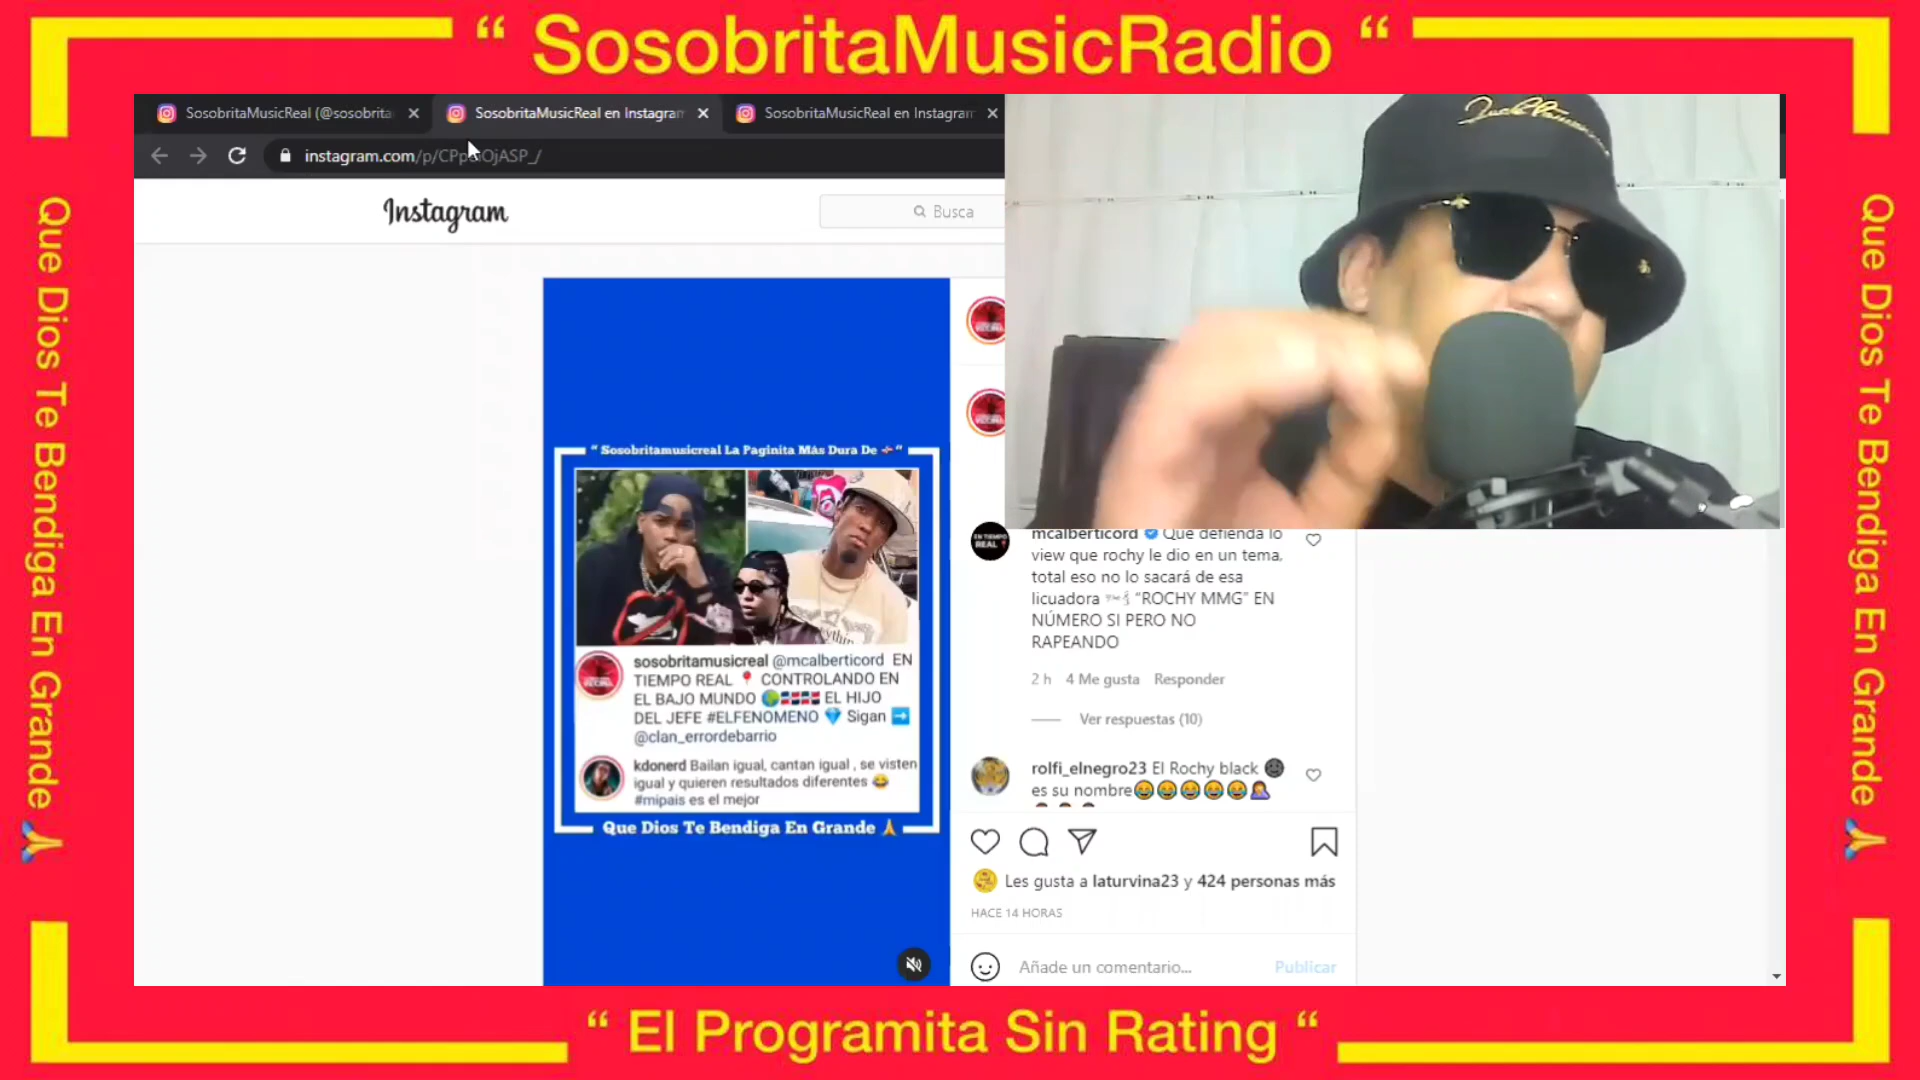 “ SosobritaMusicRadio “
SosobritaMusicReal (@sosobrita
SosobritaMusicReal en Instagram
SosobritaMusicReal en Instagram
instagram.com/p/
Instagram
Busca
Que Dios Te Bendiga En Grande 🙏
Que Dios Te Bendiga En Grande 🙏
“ Sosobritamusicreal La Paginita Más Dura De 🇩🇴 “
sosobritamusicreal @mcalberticord EN
TIEMPO REAL 📍 CONTROLANDO EN
EL BAJO MUNDO 🌍🇩🇴🇩🇴 EL HIJO
DEL JEFE #ELFENOMENO 💎 Sigan ➡️
@clan_errordebarrio
kdonerd Bailan igual, cantan igual , se visten
igual y quieren resultados diferentes 😂
#mipais es el mejor
Que Dios Te Bendiga En Grande 🙏
EN TIEMPO
REAL
mcalberticord Que defienda lo
view que rochy le dio en un tema,
total eso no lo sacará de esa
licuadora “ROCHY MMG” EN
NÚMERO SI PERO NO
RAPEANDO
2 h 4 Me gusta Responder
Ver respuestas (10)
rolfi_elnegro23 El Rochy black 🌚
es su nombre😂😂😂😂😂🤦
Les gusta a laturvina23 y 424 personas más
HACE 14 HORAS
Añade un comentario... Publicar
“ El Programita Sin Rating “